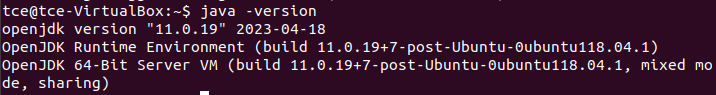 tce@tce-VirtualBox:~$ java -version
openjdk version "11.0.19" 2023-04-18
OpenJDK Runtime Environment (build 11.0.19+7-post-Ubuntu-0ubuntu118.04.1)
OpenJDK 64-Bit Server VM (build 11.0.19+7-post-Ubuntu-0ubuntu118.04.1, mixed mo
de, sharing)